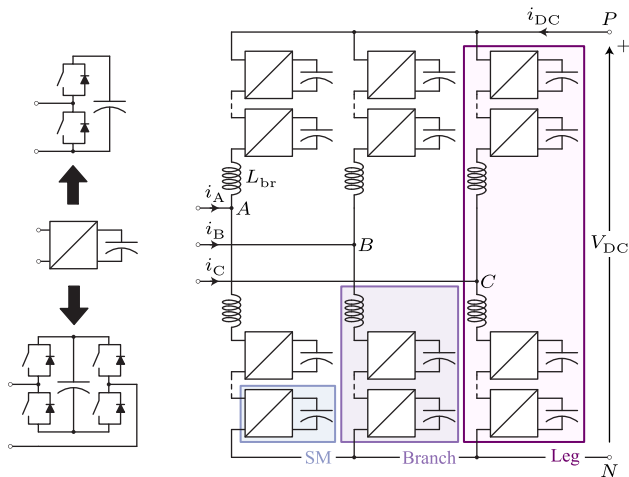 i_DC P
+
L_br
i_A
A
i_B
B
V_DC
i_C
C
SM Branch Leg
N